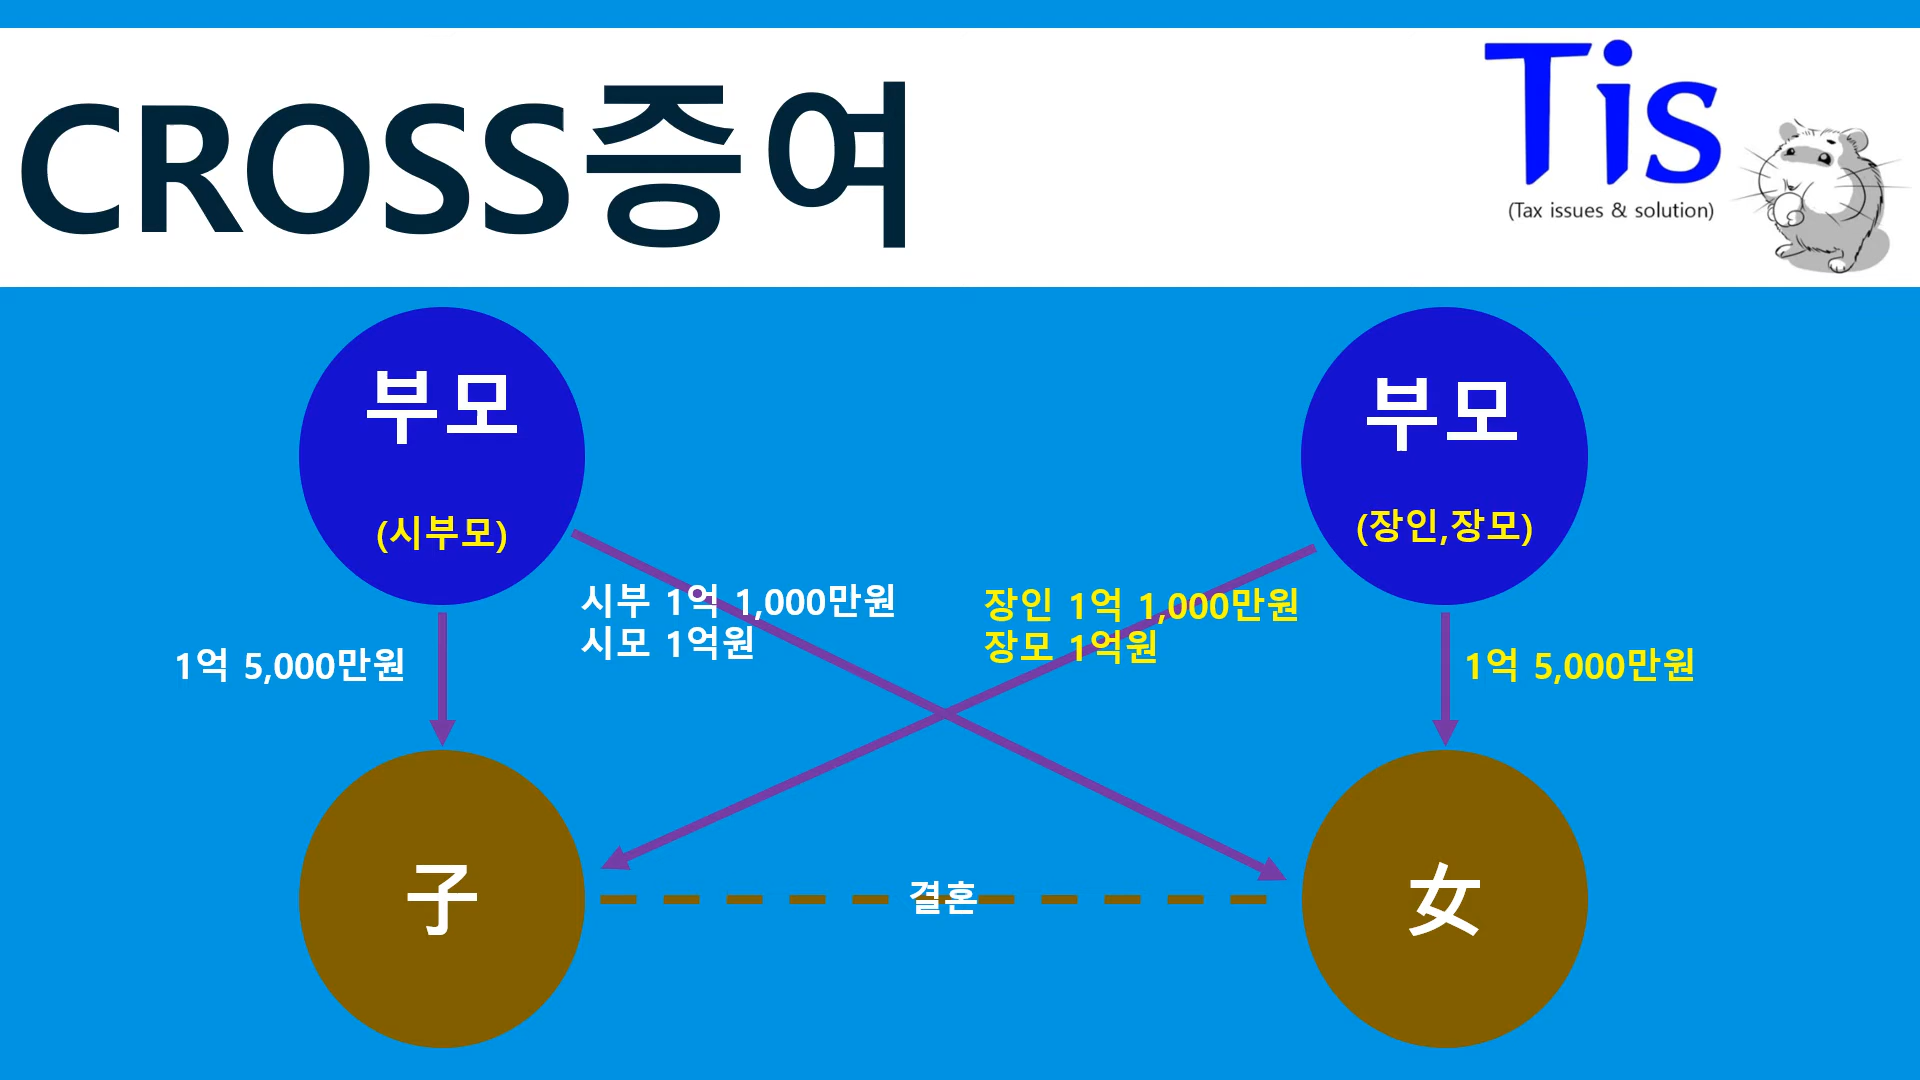 CROSS증여
Tis
(Tax issues & solution)
부모
(시부모)
부모
(장인,장모)
시부 1억 1,000만원
시모 1억원
장인 1억 1,000만원
장모 1억원
1억 5,000만원
1억 5,000만원
子
결혼
女